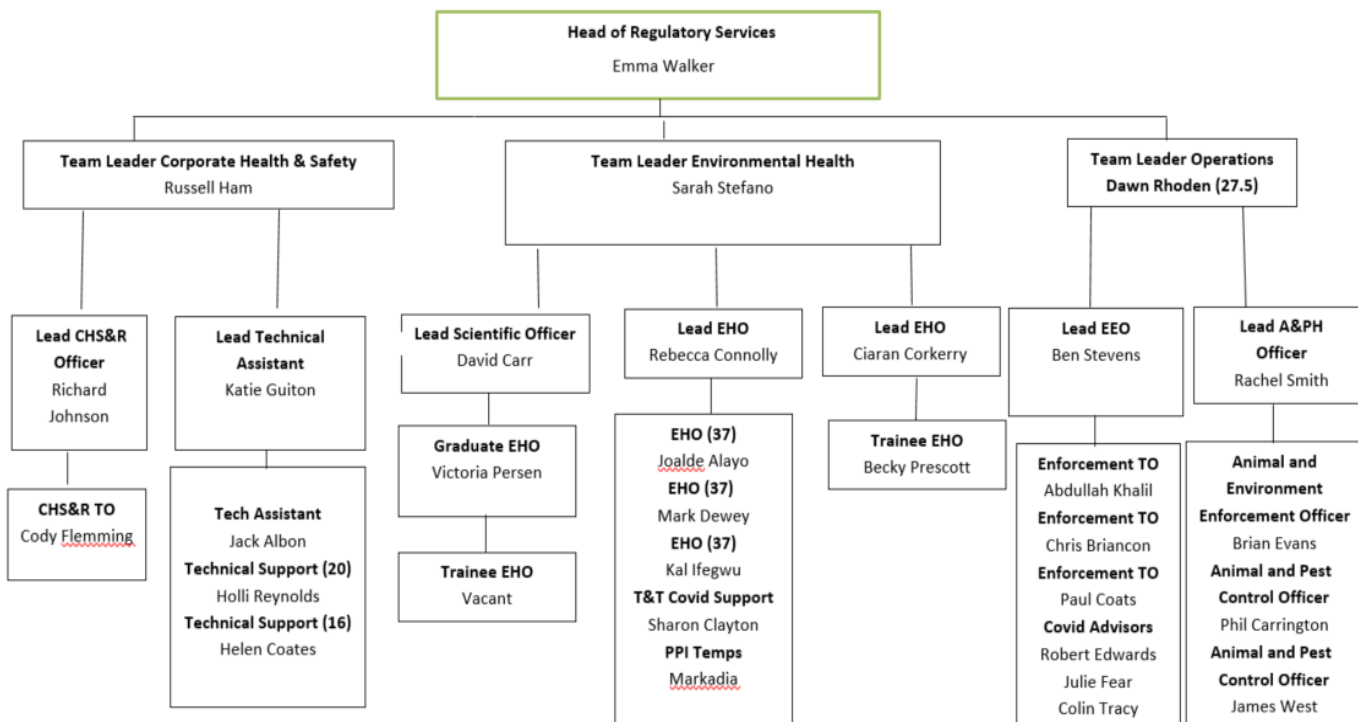 Head of Regulatory Services
Emma Walker
Team Leader Corporate Health & Safety
Russell Ham
Team Leader Environmental Health
Sarah Stefano
Team Leader Operations
Dawn Rhoden (27.5)
Lead CHS&R
Officer
Richard
Johnson
CHS&R TO
Cody Flemming
Lead Technical
Assistant
Katie Guiton
Tech Assistant
Jack Albon
Technical Support (20)
Holli Reynolds
Technical Support (16)
Helen Coates
Lead Scientific Officer
David Carr
Graduate EHO
Victoria Persen
Trainee EHO
Vacant
Lead EHO
Rebecca Connolly
EHO (37)
Joalde Alayo
EHO (37)
Mark Dewey
EHO (37)
Kal Ifegwu
T&T Covid Support
Sharon Clayton
PPI Temps
Markadia
Lead EHO
Ciaran Corkerry
Trainee EHO
Becky Prescott
Lead EEO
Ben Stevens
Enforcement TO
Abdullah Khalil
Enforcement TO
Chris Briancon
Enforcement TO
Paul Coats
Covid Advisors
Robert Edwards
Julie Fear
Colin Tracy
Lead A&PH
Officer
Rachel Smith
Animal and
Environment
Enforcement Officer
Brian Evans
Animal and Pest
Control Officer
Phil Carrington
Animal and Pest
Control Officer
James West